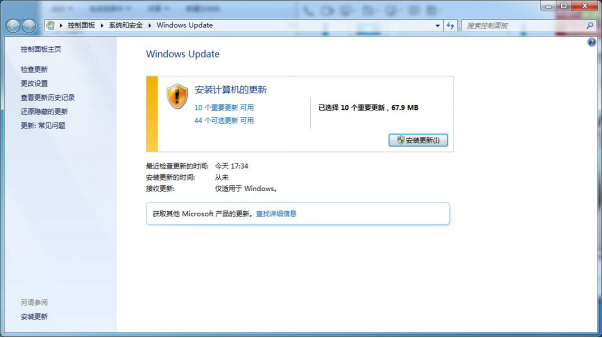 控制面板 ▸ 系统和安全 ▸ Windows Update
搜索控制面板
控制面板主页
检查更新
更改设置
查看更新历史记录
还原隐藏的更新
更新: 常见问题
Windows Update
安装计算机的更新
10 个重要更新 可用
44 个可选更新 可用
已选择 10 个重要更新，67.9 MB
安装更新(I)
最近检查更新的时间: 今天 17:34
安装更新的时间: 从未
接收更新: 仅适用于 Windows。
获取其他 Microsoft 产品的更新。查找详细信息
另请参阅
安装更新